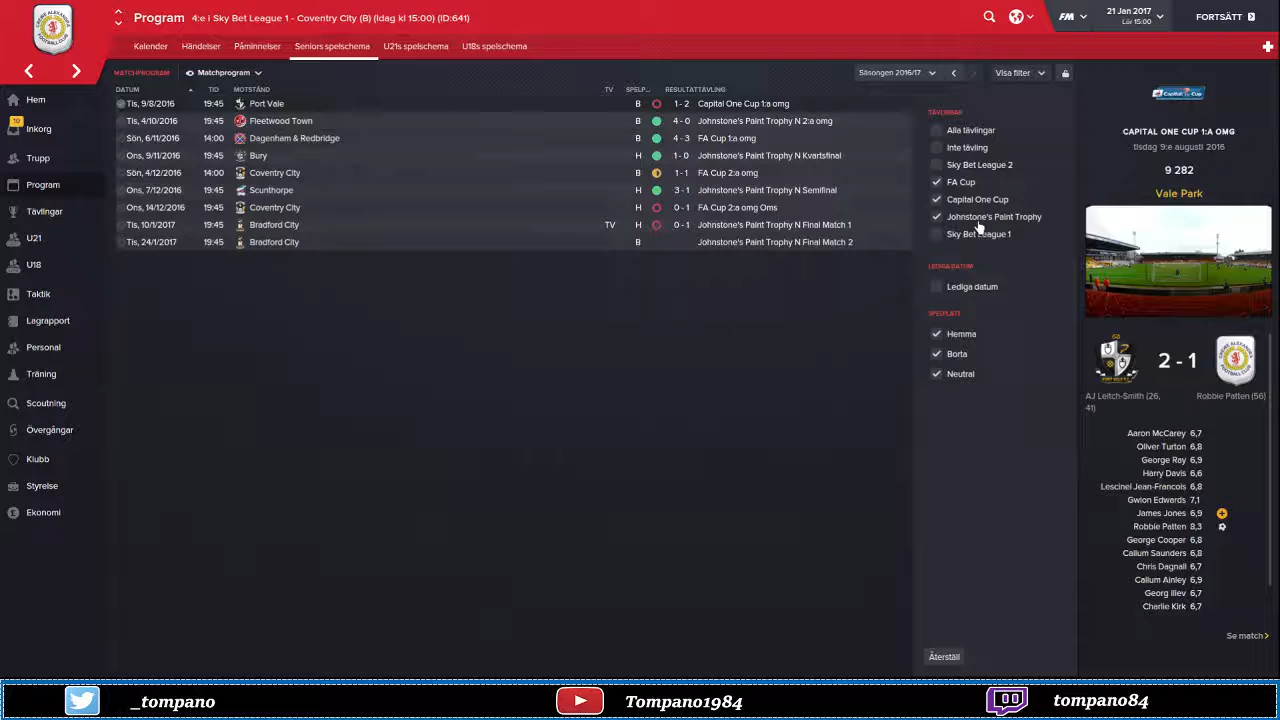 Program
4:e i Sky Bet League 1 - Coventry City (B) (idag kl 15:00) (ID:641)
FM
21 Jan 2017
Lör 15:00
FORTSÄTT
Kalender
Händelser
Påminnelser
Seniors spelschema
U21s spelschema
U18s spelschema
MATCHPROGRAM
Matchprogram
Säsongen 2016/17
Visa filter
Hem
10
Inkorg
Trupp
Program
Tävlingar
U21
U18
Taktik
Lagrapport
Personal
Träning
Scoutning
Övergångar
Klubb
Styrelse
Ekonomi
DATUM TID MOTSTÅND TV SPELP... RESULTAT TÄVLING
Tis, 9/8/2016 19:45 Port Vale B 1 - 2 Capital One Cup 1:a omg
Tis, 4/10/2016 19:45 Fleetwood Town B 4 - 0 Johnstone's Paint Trophy N 2:a omg
Sön, 6/11/2016 14:00 Dagenham & Redbridge B 4 - 3 FA Cup 1:a omg
Ons, 9/11/2016 19:45 Bury H 1 - 0 Johnstone's Paint Trophy N Kvartsfinal
Sön, 4/12/2016 14:00 Coventry City B 1 - 1 FA Cup 2:a omg
Ons, 7/12/2016 19:45 Scunthorpe H 3 - 1 Johnstone's Paint Trophy N Semifinal
Ons, 14/12/2016 19:45 Coventry City H 0 - 1 FA Cup 2:a omg Oms
Tis, 10/1/2017 19:45 Bradford City TV H 0 - 1 Johnstone's Paint Trophy N Final Match 1
Tis, 24/1/2017 19:45 Bradford City B Johnstone's Paint Trophy N Final Match 2
TÄVLINGAR
Alla tävlingar
Inte tävling
Sky Bet League 2
FA Cup
Capital One Cup
Johnstone's Paint Trophy
Sky Bet League 1
LEDIGA DATUM
Lediga datum
SPELPLATS
Hemma
Borta
Neutral
Återställ
CAPITAL ONE CUP 1:A OMG
tisdag 9:e augusti 2016
9 282
Vale Park
2 - 1
AJ Leitch-Smith (26, 41)
Robbie Patten (56)
Aaron McCarey 6,7
Oliver Turton 6,8
George Ray 6,9
Harry Davis 6,6
Lescinel Jean-Francois 6,8
Gwion Edwards 7,1
James Jones 6,9
Robbie Patten 8,3
George Cooper 6,8
Callum Saunders 6,8
Chris Dagnall 6,7
Callum Ainley 6,9
Georg Iliev 6,7
Charlie Kirk 6,7
Se match >
_tompano
Tompano1984
tompano84